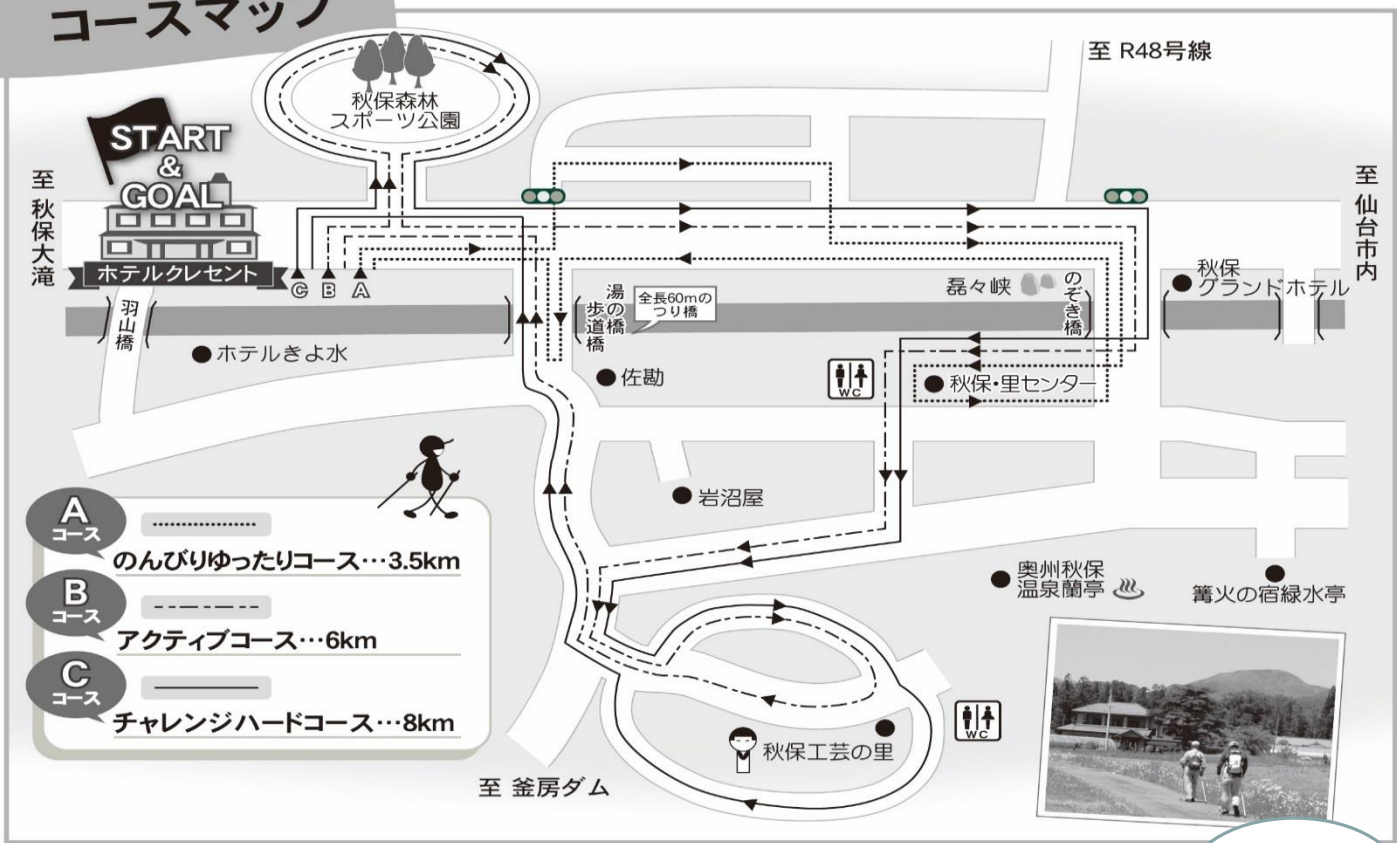 コースマップ
至 R48号線
秋保森林
スポーツ公園
START
&
GOAL
ホテルクレセント
至 秋保大滝
至 仙台市内
C
B
A
羽山橋
湯の橋
歩道橋
全長60mの
つり橋
磊々峡
のぞき橋
秋保
グランドホテル
ホテルきよ水
佐勘
WC
秋保・里センター
岩沼屋
A
コース
のんびりゆったりコース…3.5km
B
コース
アクティブコース…6km
C
コース
チャレンジハードコース…8km
奥州秋保
温泉蘭亭
篝火の宿緑水亭
WC
秋保工芸の里
至 釜房ダム